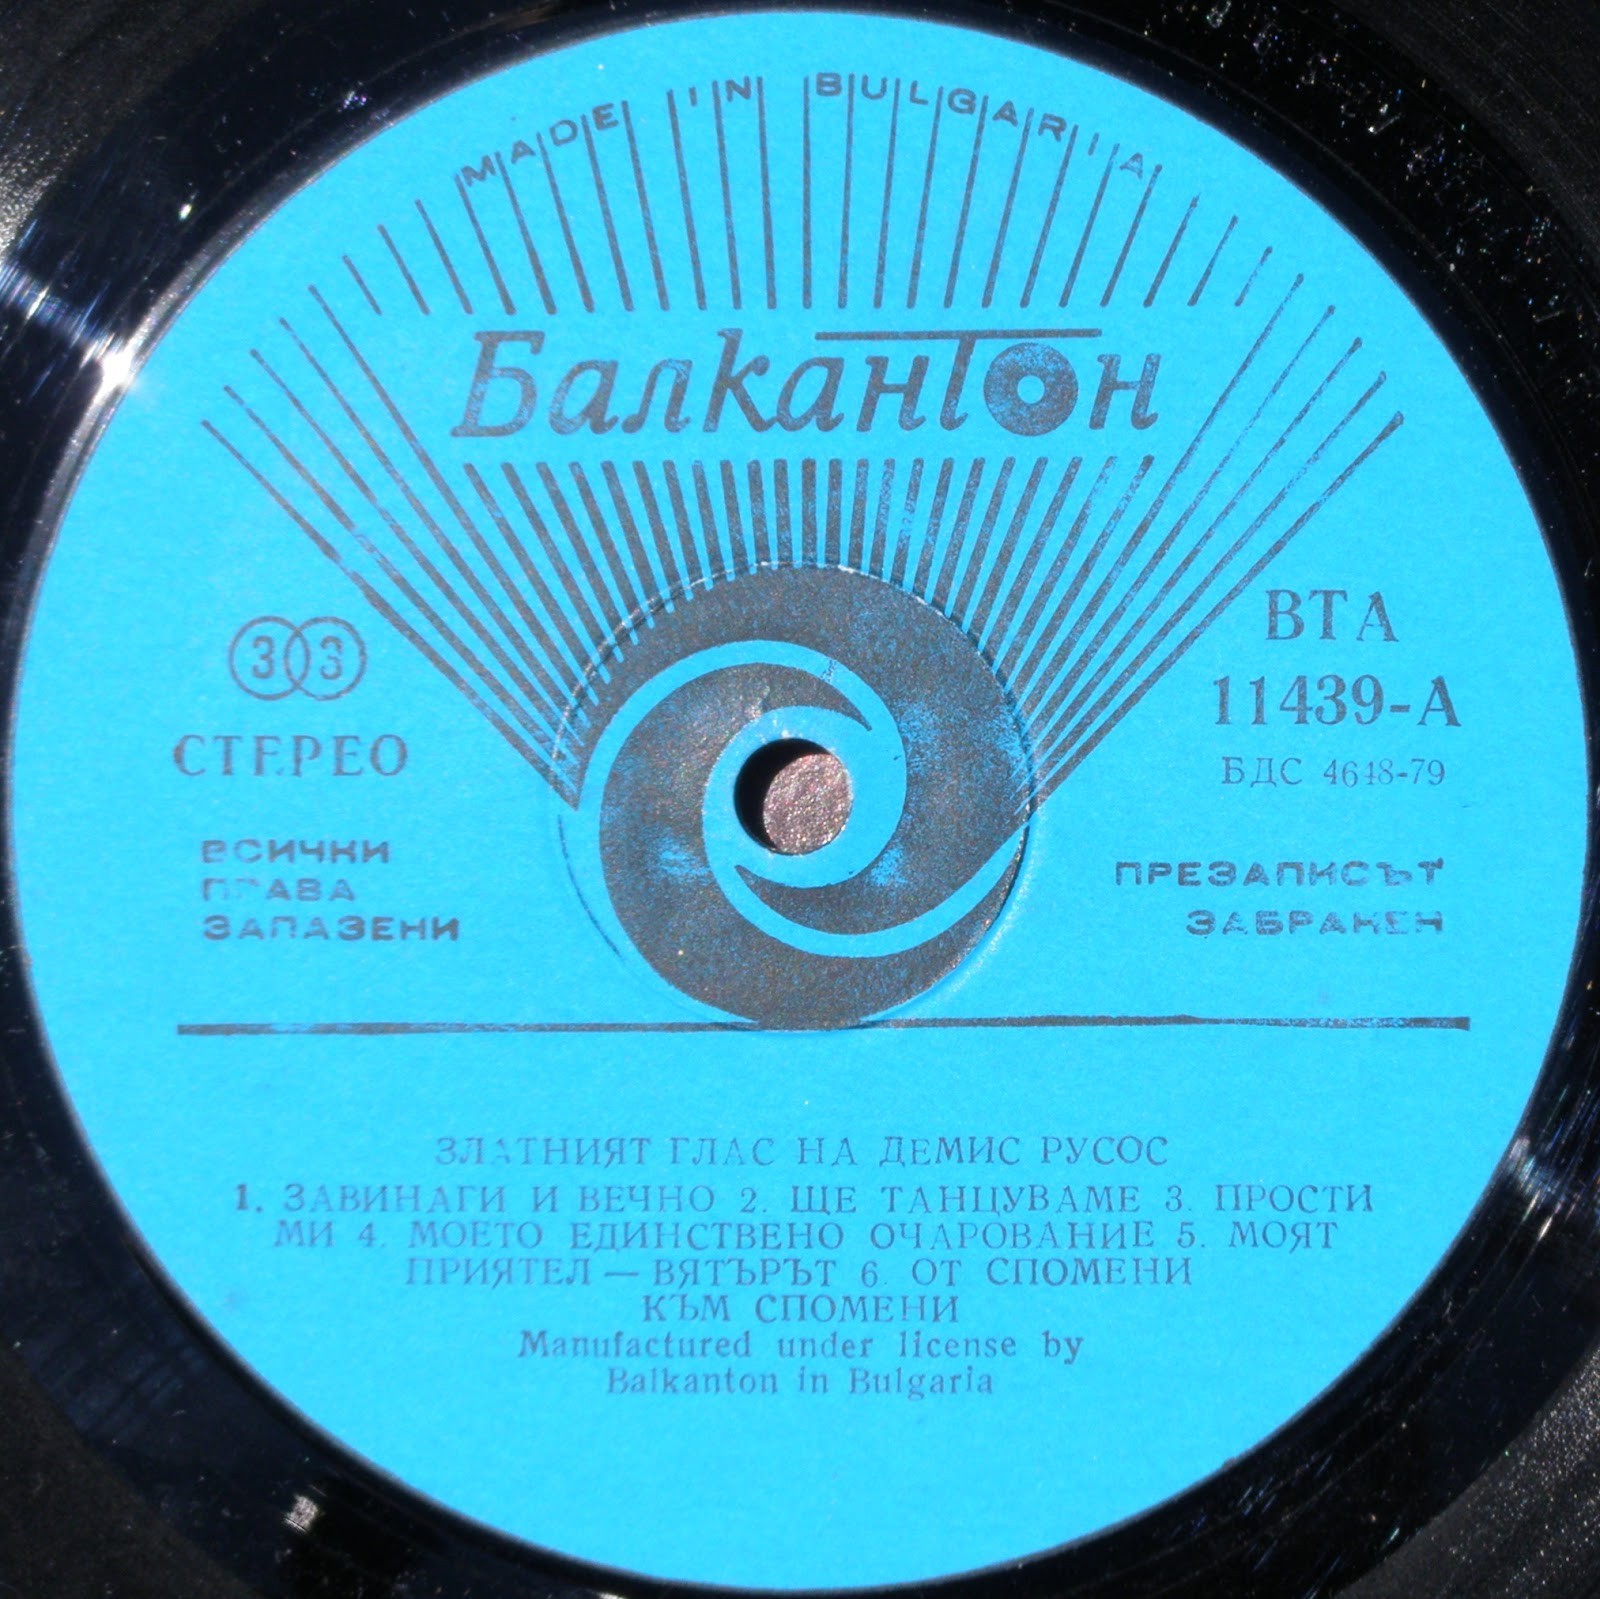 MADE IN BULGARIA
Балкантон
33
СТЕРЕО
ВСИЧКИ
ПРАВА
ЗАПАЗЕНИ
ВТА
11439-А
БДС 4648-79
ПРЕЗАПИСЪТ
ЗАБРАНЕН
ЗЛАТНИЯТ ГЛАС НА ДЕМИС РУСОС
1. ЗАВИНАГИ И ВЕЧНО 2. ЩЕ ТАНЦУВАМЕ 3. ПРОСТИ
МИ 4. МОЕТО ЕДИНСТВЕНО ОЧАРОВАНИЕ 5. МОЯТ
ПРИЯТЕЛ — ВЯТЪРЪТ 6. ОТ СПОМЕНИ
КЪМ СПОМЕНИ
Manufactured under license by
Balkanton in Bulgaria